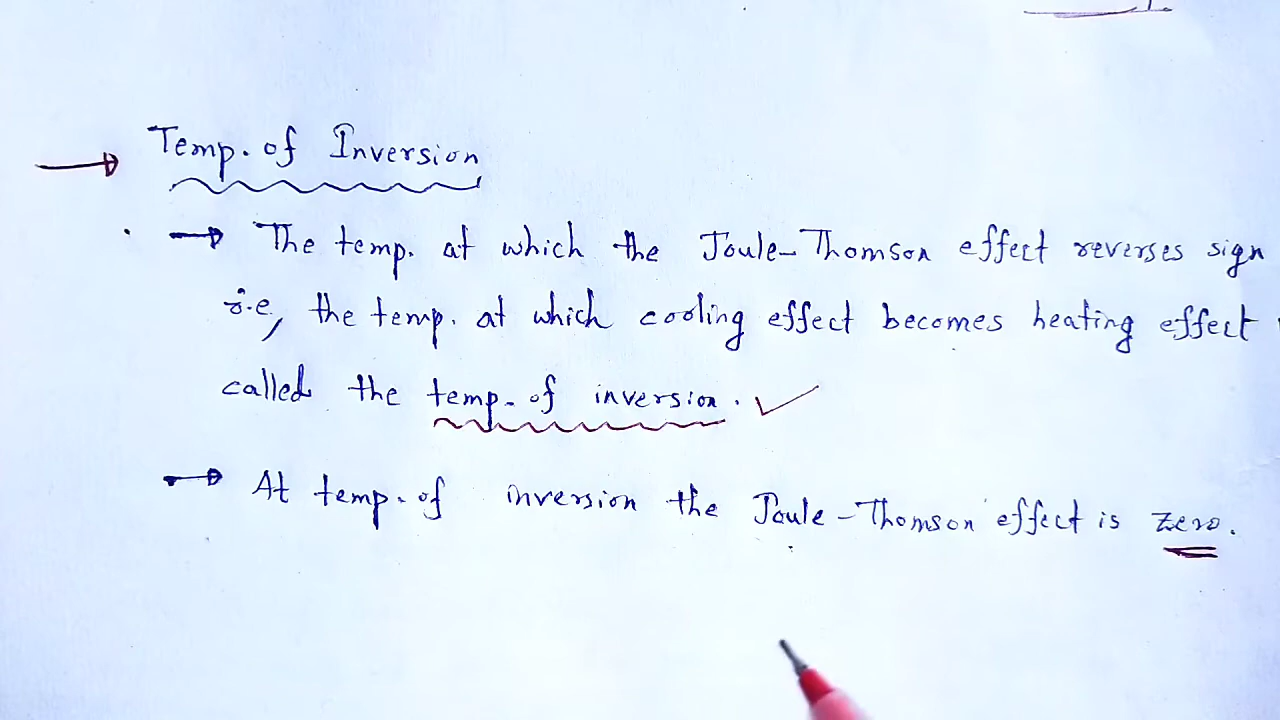 Temp. of Inversion
The temp. at which the Joule-Thomson effect reverses sign
i.e, the temp. at which cooling effect becomes heating effect
called the temp. of inversion.
At temp. of inversion the Joule-Thomson effect is zero.